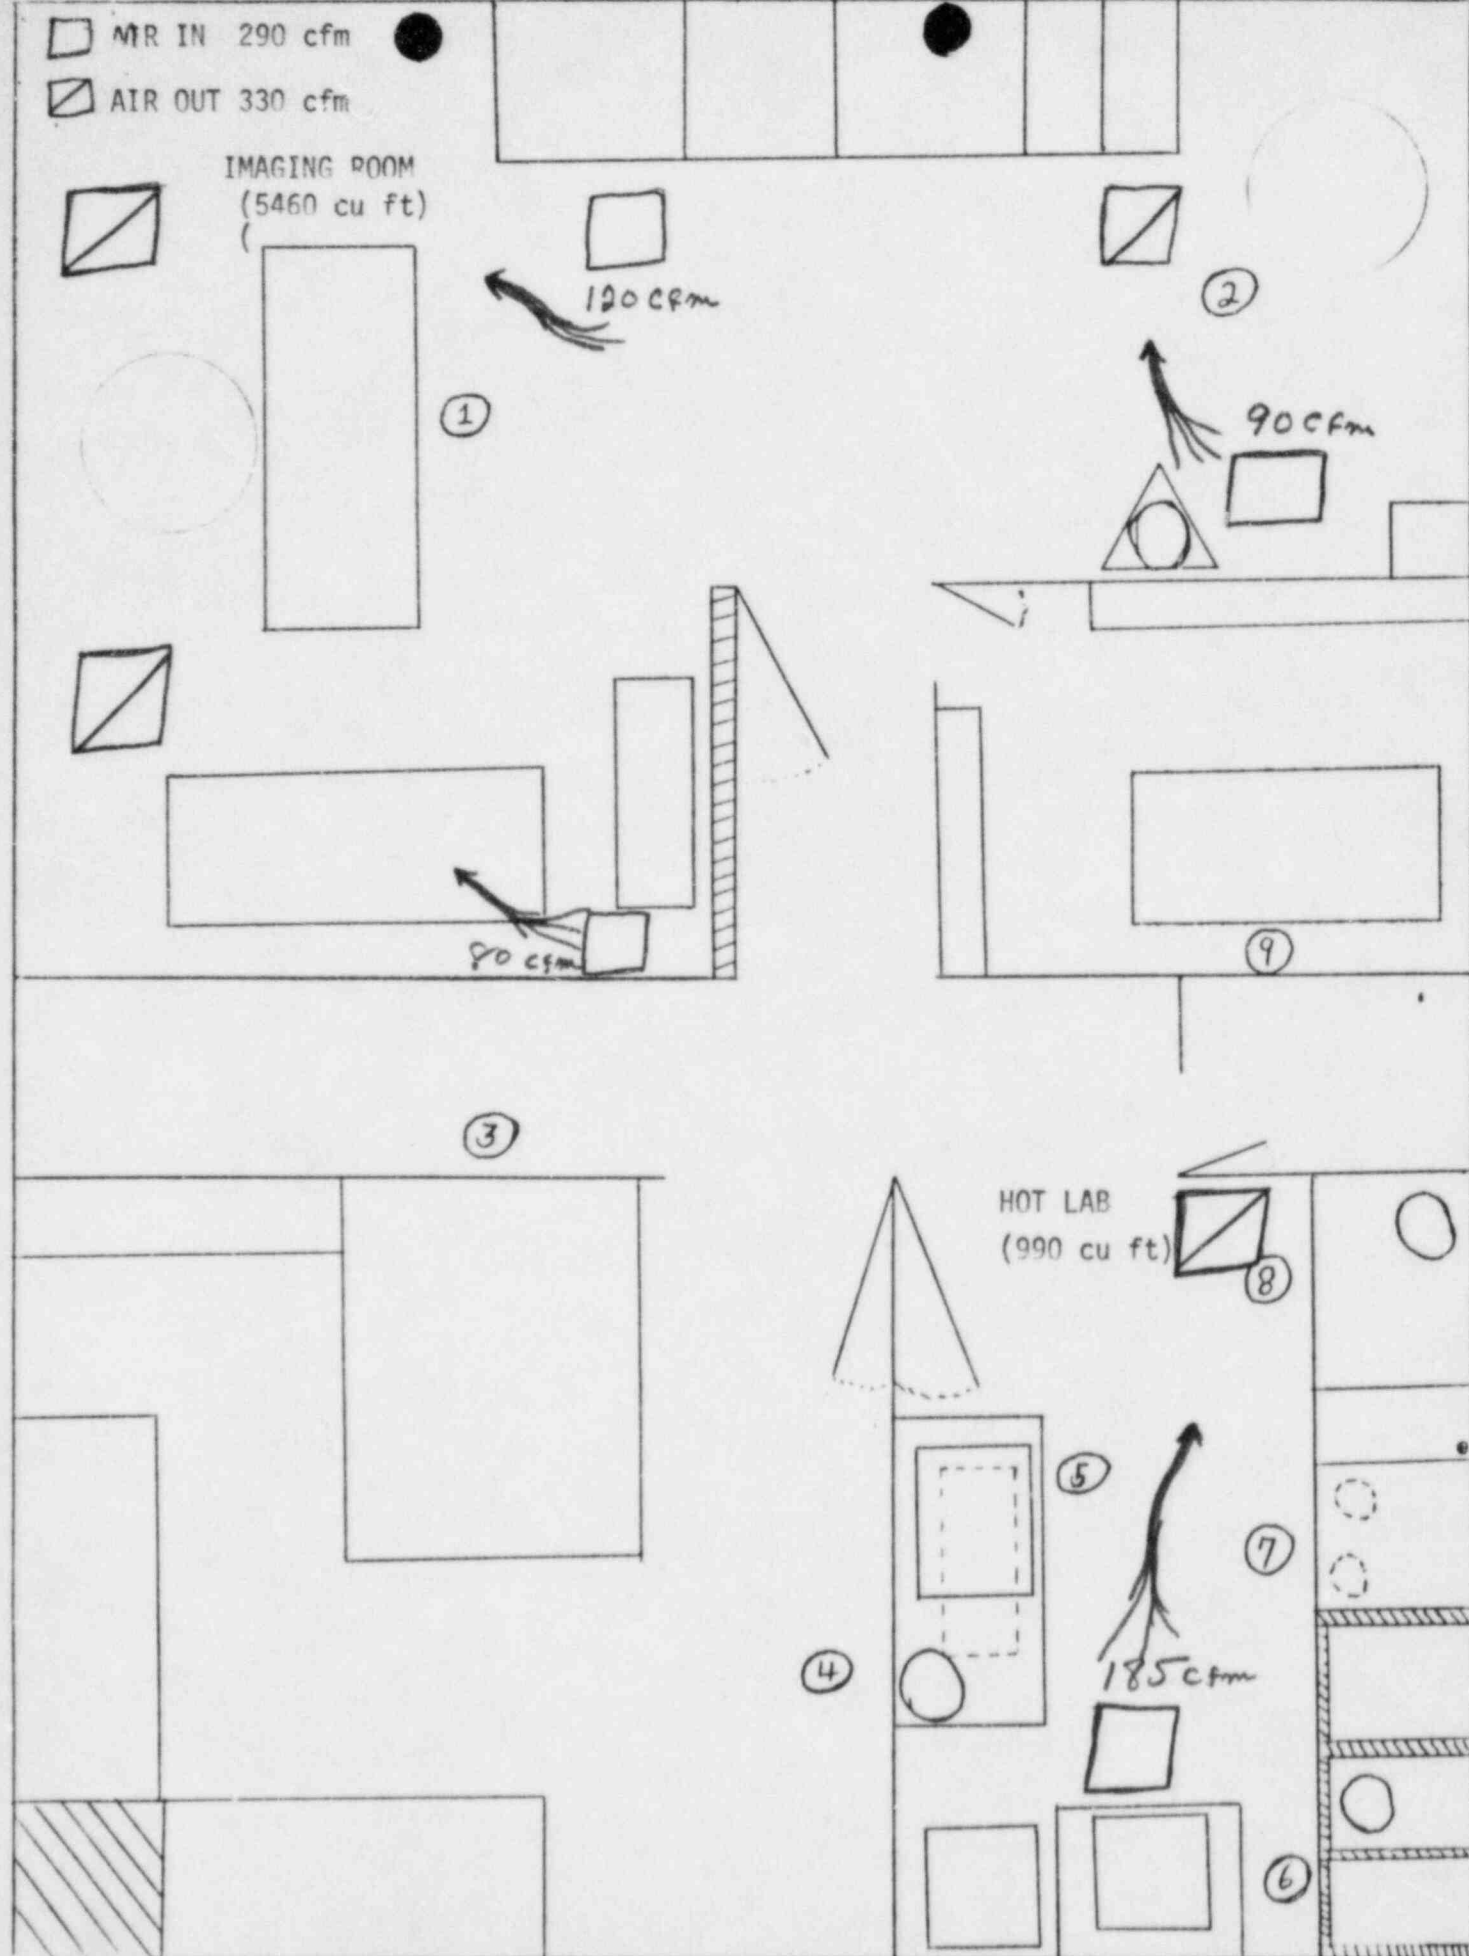 AIR IN 290 cfm
AIR OUT 330 cfm
IMAGING ROOM
(5460 cu ft)
(
120 cfm
2
1
90 cfm
80 cfm
9
3
HOT LAB
(990 cu ft)
8
5
7
4
185 cfm
6